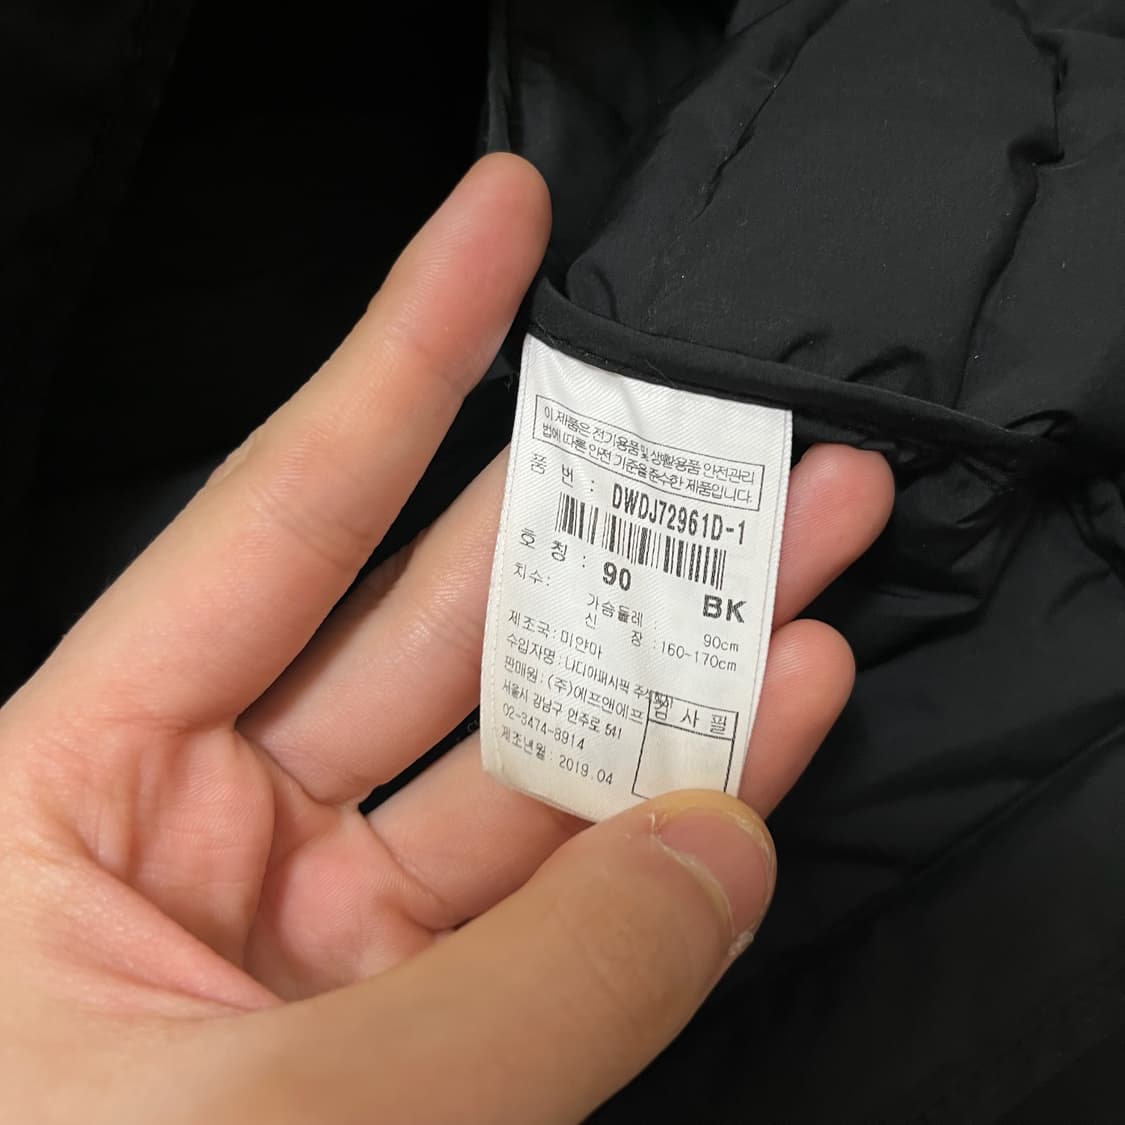 이 제품은 전기용품 및 생활용품 안전관리
법에 따른 안전 기준을 준수한 제품입니다.
품 번 : DWDJ72961D-1
호 칭 : 90
BK
치수:
가슴둘레 : 90cm
신 장 : 160-170cm
제조국 : 미얀마
수입자명 : 나디아퍼시픽 주식회사
판매원 : (주)에프앤에프
서울시 강남구 언주로 541
02-3474-8914
제조년월 : 2019.04
검 사 필